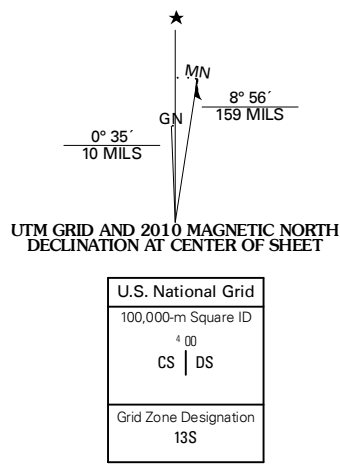 ★
MN
8° 56´
159 MILS
GN
0° 35´
10 MILS
UTM GRID AND 2010 MAGNETIC NORTH
DECLINATION AT CENTER OF SHEET
U.S. National Grid
100,000-m Square ID
4 00
CS | DS
Grid Zone Designation
13S